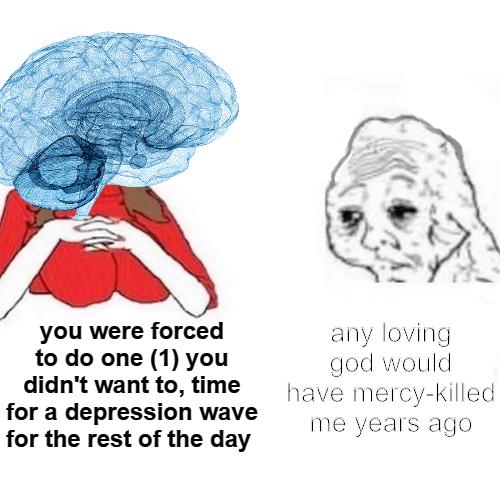 you were forced
to do one (1) you
didn't want to, time
for a depression wave
for the rest of the day
any loving
god would
have mercy-killed
me years ago